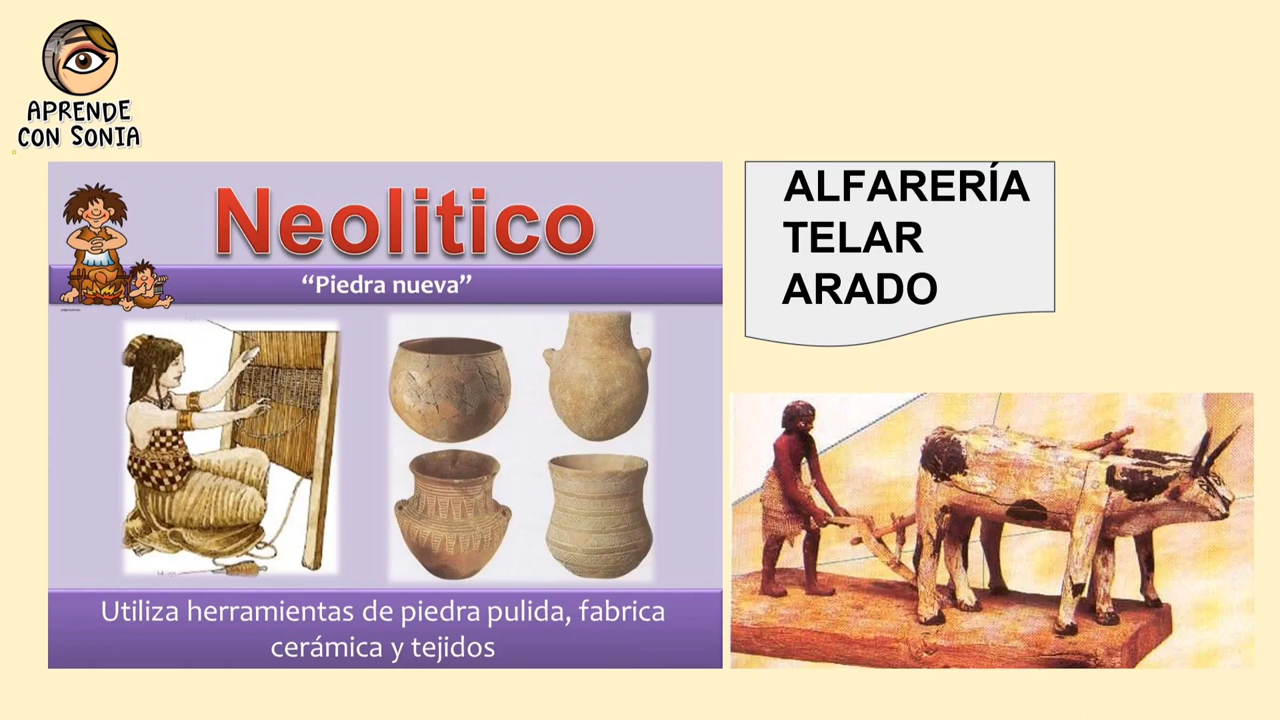 APRENDE
CON SONIA
Neolitico
“Piedra nueva”
Utiliza herramientas de piedra pulida, fabrica
cerámica y tejidos
ALFARERÍA
TELAR
ARADO